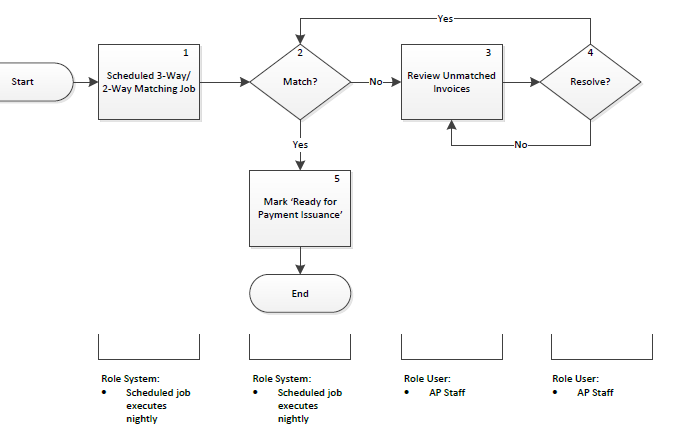 Yes
1
2
3
4
Start
Scheduled 3-Way/
2-Way Matching Job
Match?
No
Review Unmatched
Invoices
Resolve?
Yes
No
5
Mark ‘Ready for
Payment Issuance’
End
Role System:
• Scheduled job
executes
nightly
Role System:
• Scheduled job
executes
nightly
Role User:
• AP Staff
Role User:
• AP Staff